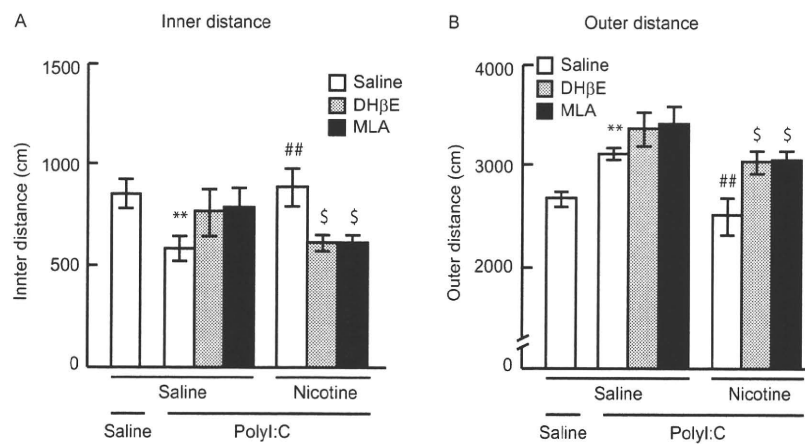 A
Inner distance
Innter distance (cm)
1500
1000
500
0
Saline
DHβE
MLA
**
##
$
$
Saline
Nicotine
Saline
PolyI:C
B
Outer distance
Outer distance (cm)
4000
3000
2000
0
Saline
DHβE
MLA
**
##
$
$
Saline
Nicotine
Saline
PolyI:C